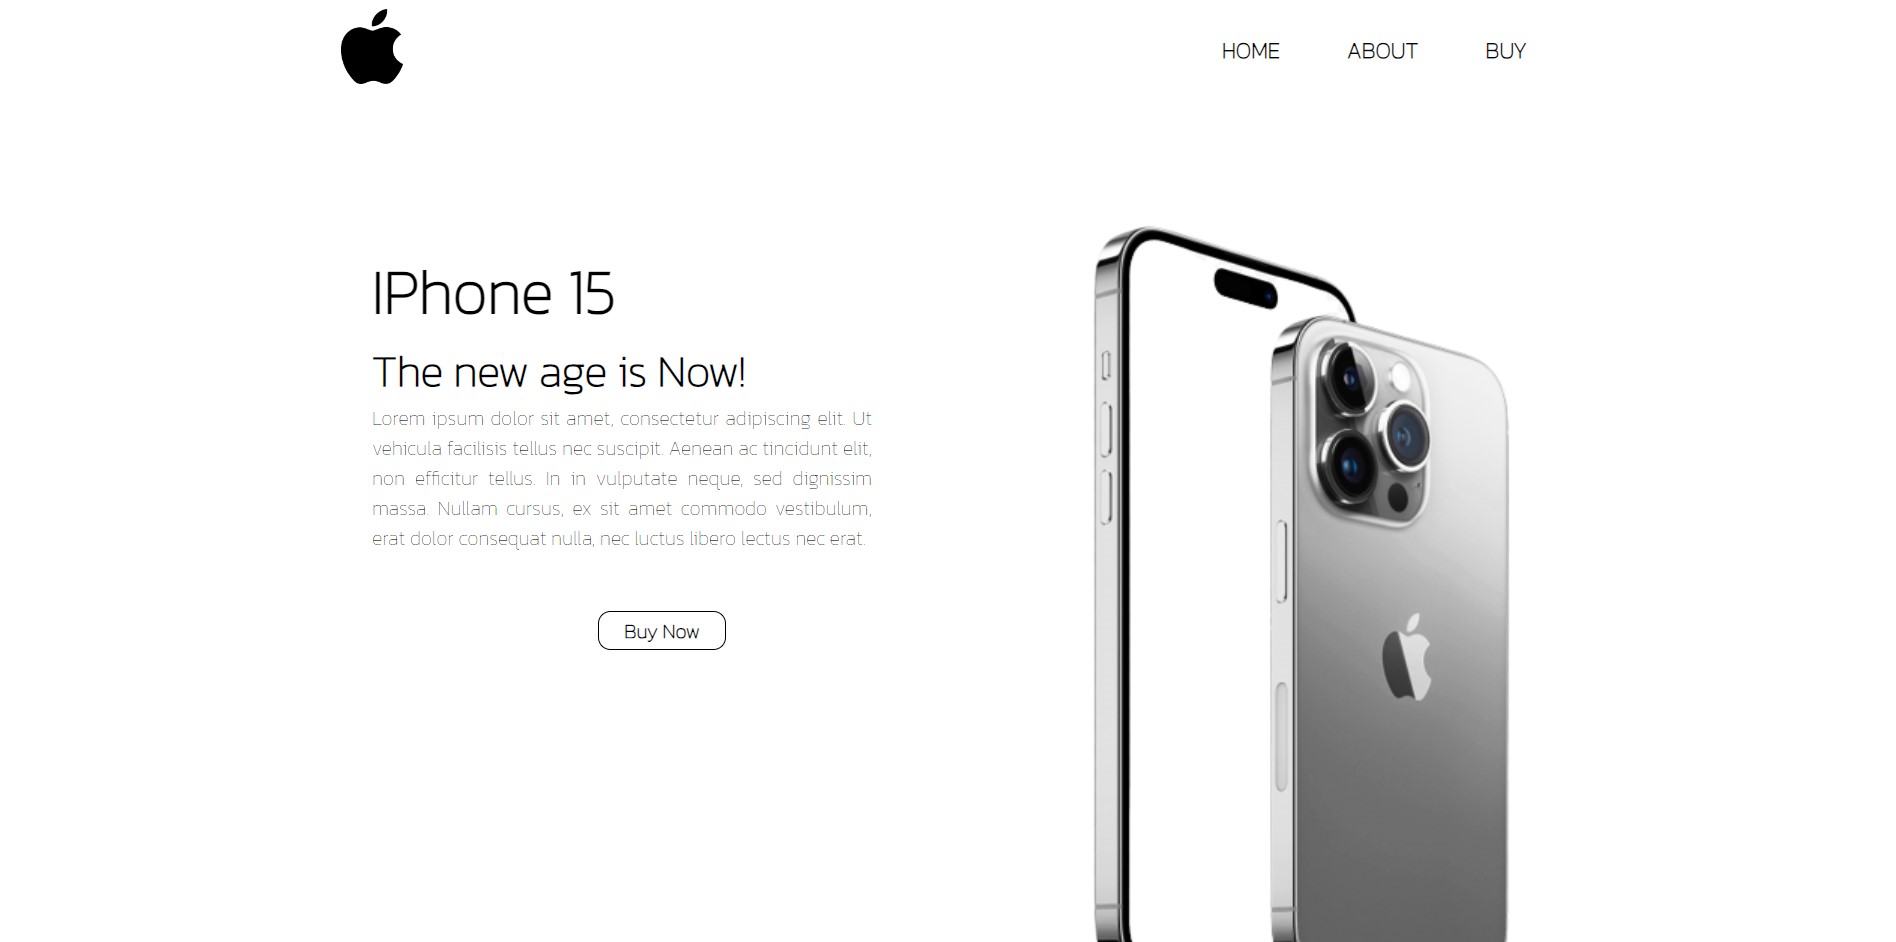 HOME ABOUT BUY
IPhone 15
The new age is Now!
Lorem ipsum dolor sit amet, consectetur adipiscing elit. Ut
vehicula facilisis tellus nec suscipit. Aenean ac tincidunt elit,
non efficitur tellus. In in vulputate neque, sed dignissim
massa. Nullam cursus, ex sit amet commodo vestibulum,
erat dolor consequat nulla, nec luctus libero lectus nec erat.
Buy Now